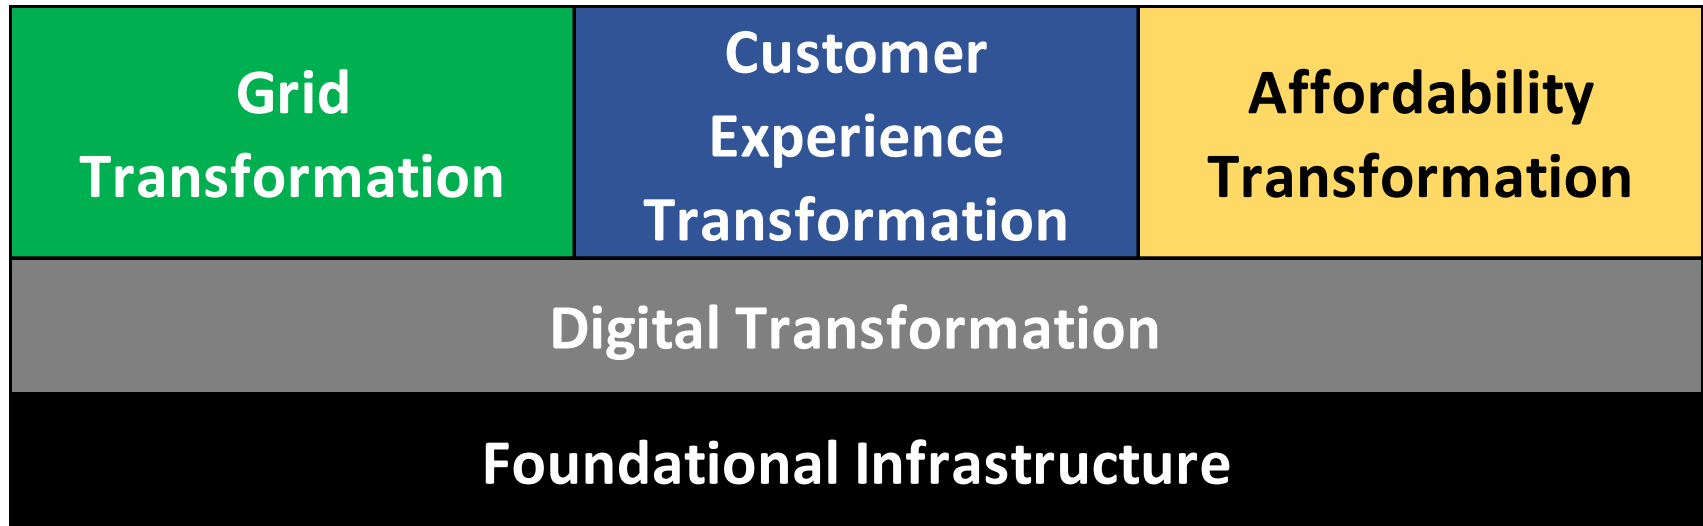 Grid
Transformation
Customer
Experience
Transformation
Affordability
Transformation
Digital Transformation
Foundational Infrastructure